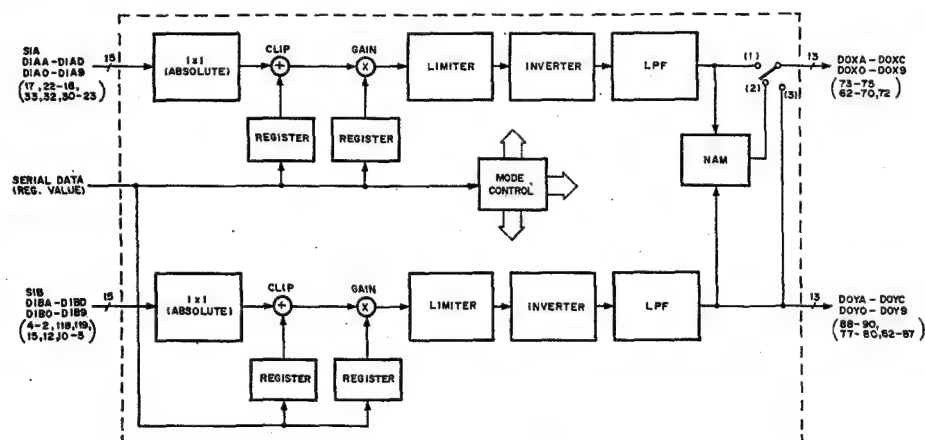 SIA
DIAA-DIAD
DIA0-DIA9
(17, 22-18,
33, 32, 30-23)
15
|x|
(ABSOLUTE)
CLIP
+
GAIN
X
LIMITER
INVERTER
LPF
(1)
(2)
(3)
13
DOXA - DOXC
DOX0 - DOX9
(73-75
62-70, 72)
REGISTER
REGISTER
NAM
SERIAL DATA
(REG. VALUE)
MODE
CONTROL
SIB
DIBA-DIBD
DIB0-DIB9
(4-2, 118, 119,
15, 12, 10-5)
15
|x|
(ABSOLUTE)
CLIP
+
GAIN
X
LIMITER
INVERTER
LPF
13
DOYA - DOYC
DOY0 - DOY9
(88-90,
77-80, 82-87)
REGISTER
REGISTER